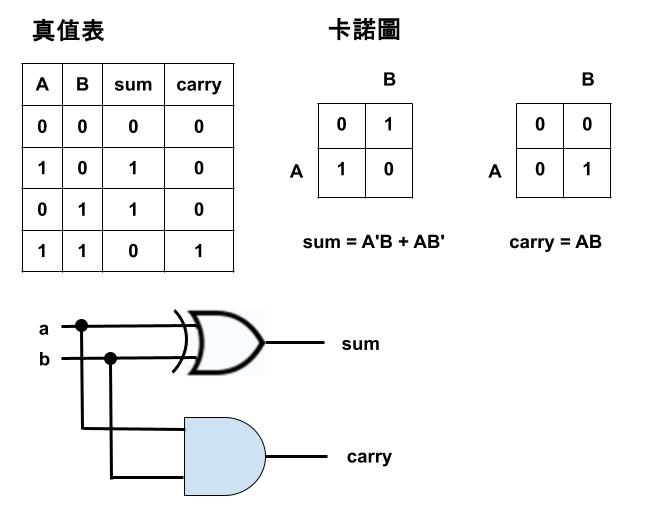 真值表
卡諾圖
A B sum carry
0 0 0 0
1 0 1 0
0 1 1 0
1 1 0 1
B
0 1
A 1 0
sum = A'B + AB'
B
0 0
A 0 1
carry = AB
a
b
sum
carry